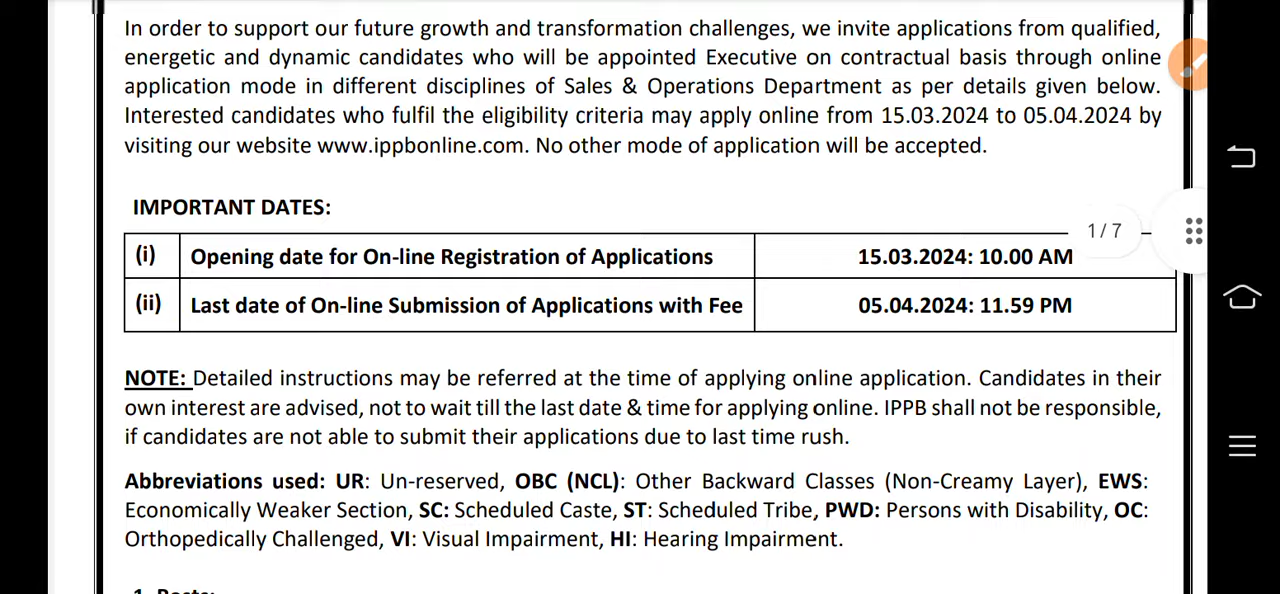 In order to support our future growth and transformation challenges, we invite applications from qualified,
energetic and dynamic candidates who will be appointed Executive on contractual basis through online
application mode in different disciplines of Sales & Operations Department as per details given below.
Interested candidates who fulfil the eligibility criteria may apply online from 15.03.2024 to 05.04.2024 by
visiting our website www.ippbonline.com. No other mode of application will be accepted.
IMPORTANT DATES:
1 / 7
(i) Opening date for On-line Registration of Applications 15.03.2024: 10.00 AM
(ii) Last date of On-line Submission of Applications with Fee 05.04.2024: 11.59 PM
NOTE: Detailed instructions may be referred at the time of applying online application. Candidates in their
own interest are advised, not to wait till the last date & time for applying online. IPPB shall not be responsible,
if candidates are not able to submit their applications due to last time rush.
Abbreviations used: UR: Un-reserved, OBC (NCL): Other Backward Classes (Non-Creamy Layer), EWS:
Economically Weaker Section, SC: Scheduled Caste, ST: Scheduled Tribe, PWD: Persons with Disability, OC:
Orthopedically Challenged, VI: Visual Impairment, HI: Hearing Impairment.